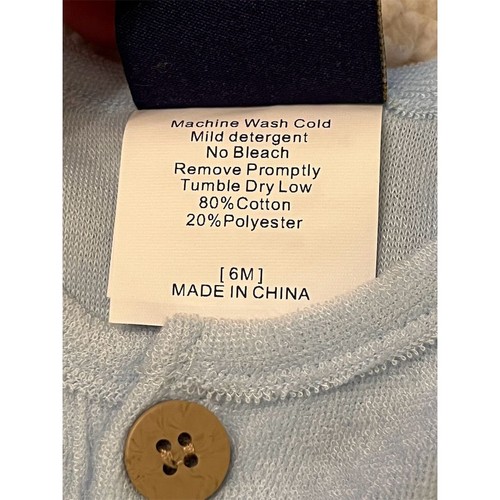 Machine Wash Cold
Mild detergent
No Bleach
Remove Promptly
Tumble Dry Low
80%Cotton
20%Polyester
[6M]
MADE IN CHINA